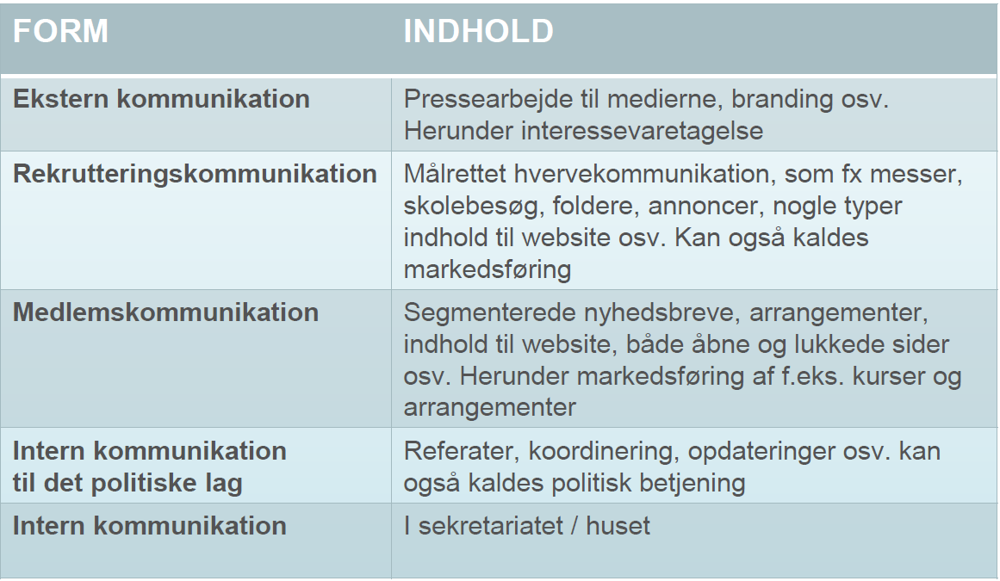 FORM
INDHOLD
Ekstern kommunikation
Pressearbejde til medierne, branding osv.
Herunder interessevaretagelse
Rekrutteringskommunikation
Målrettet hvervekommunikation, som fx messer,
skolebesøg, foldere, annoncer, nogle typer
indhold til website osv. Kan også kaldes
markedsføring
Medlemskommunikation
Segmenterede nyhedsbreve, arrangementer,
indhold til website, både åbne og lukkede sider
osv. Herunder markedsføring af f.eks. kurser og
arrangementer
Intern kommunikation
til det politiske lag
Referater, koordinering, opdateringer osv. kan
også kaldes politisk betjening
Intern kommunikation
I sekretariatet / huset